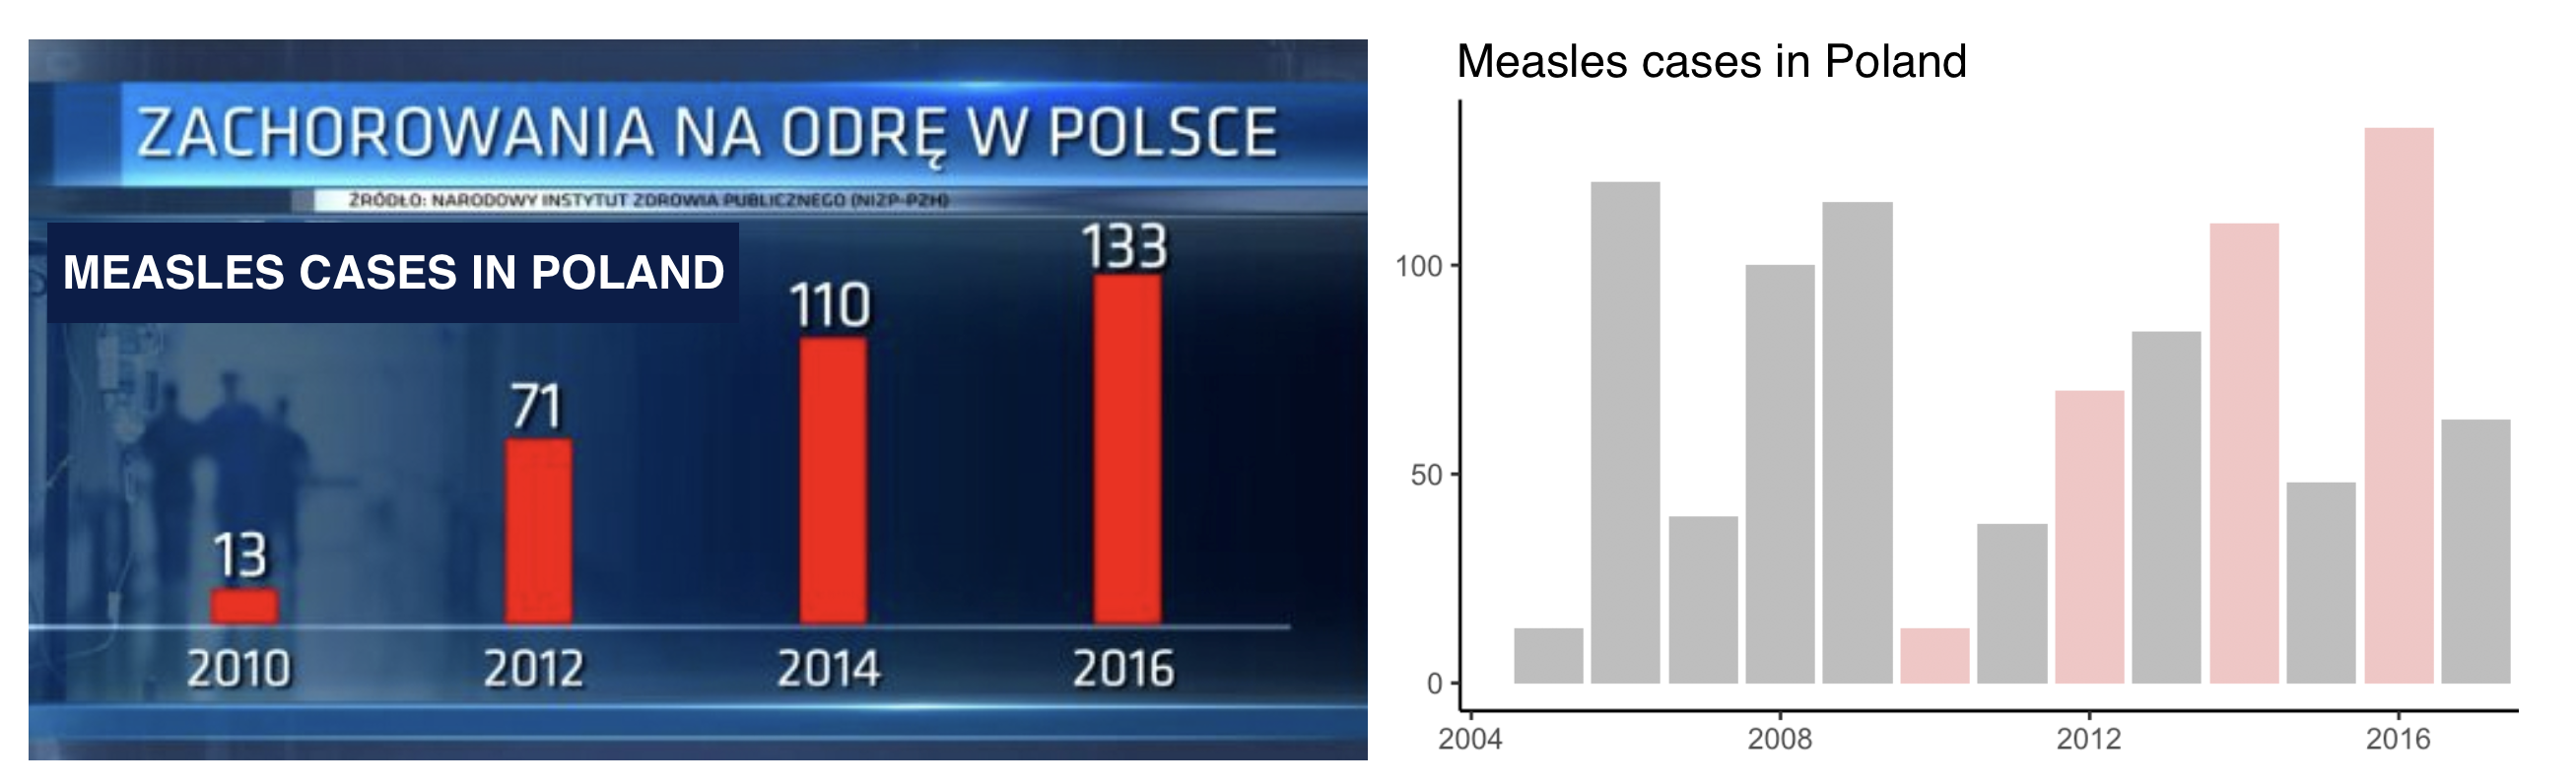 ZACHOROWANIA NA ODRĘ W POLSCE
ŹRÓDŁO: NARODOWY INSTYTUT ZDROWIA PUBLICZNEGO (NIZP-PZH)
MEASLES CASES IN POLAND
13
71
110
133
2010 2012 2014 2016
Measles cases in Poland
100
50
0
2004 2008 2012 2016